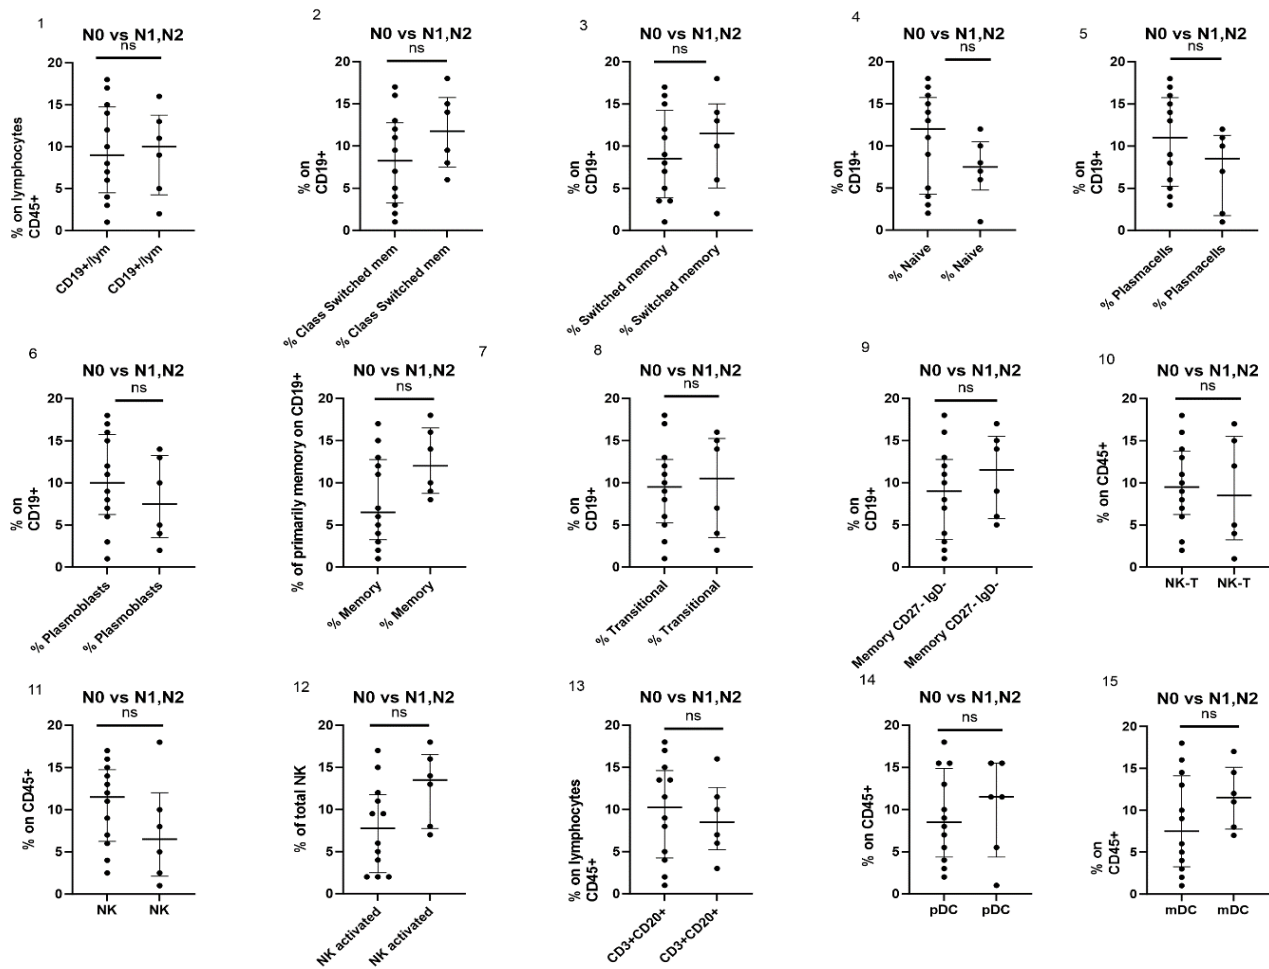 1
N0 vs N1,N2
ns
20
15
10
5
0
% on lymphocytes
CD45+
CD19+/lym
CD19+/lym
2
N0 vs N1,N2
ns
20
15
10
5
0
% on
CD19+
% Class Switched mem
% Class Switched mem
3
N0 vs N1,N2
ns
20
15
10
5
0
% on
CD19+
% Switched memory
% Switched memory
4
N0 vs N1,N2
ns
20
15
10
5
0
% on
CD19+
% Naive
% Naive
5
N0 vs N1,N2
ns
20
15
10
5
0
% on
CD19+
% Plasmacells
% Plasmacells
6
N0 vs N1,N2
ns
20
15
10
5
0
% on
CD19+
% Plasmoblasts
% Plasmoblasts
7
N0 vs N1,N2
ns
20
15
10
5
0
% of primarily memory on CD19+
% Memory
% Memory
8
N0 vs N1,N2
ns
20
15
10
5
0
% on
CD19+
% Transitional
% Transitional
9
N0 vs N1,N2
ns
20
15
10
5
0
% on
CD19+
Memory CD27- IgD-
Memory CD27- IgD-
10
N0 vs N1,N2
ns
20
15
10
5
0
% on CD45+
NK-T
NK-T
11
N0 vs N1,N2
ns
20
15
10
5
0
% on CD45+
NK
NK
12
N0 vs N1,N2
ns
20
15
10
5
0
% of total NK
NK activated
NK activated
13
N0 vs N1,N2
ns
20
15
10
5
0
% on lymphocytes
CD45+
CD3+CD20+
CD3+CD20+
14
N0 vs N1,N2
ns
20
15
10
5
0
% on CD45+
pDC
pDC
15
N0 vs N1,N2
ns
20
15
10
5
0
% on
CD45+
mDC
mDC